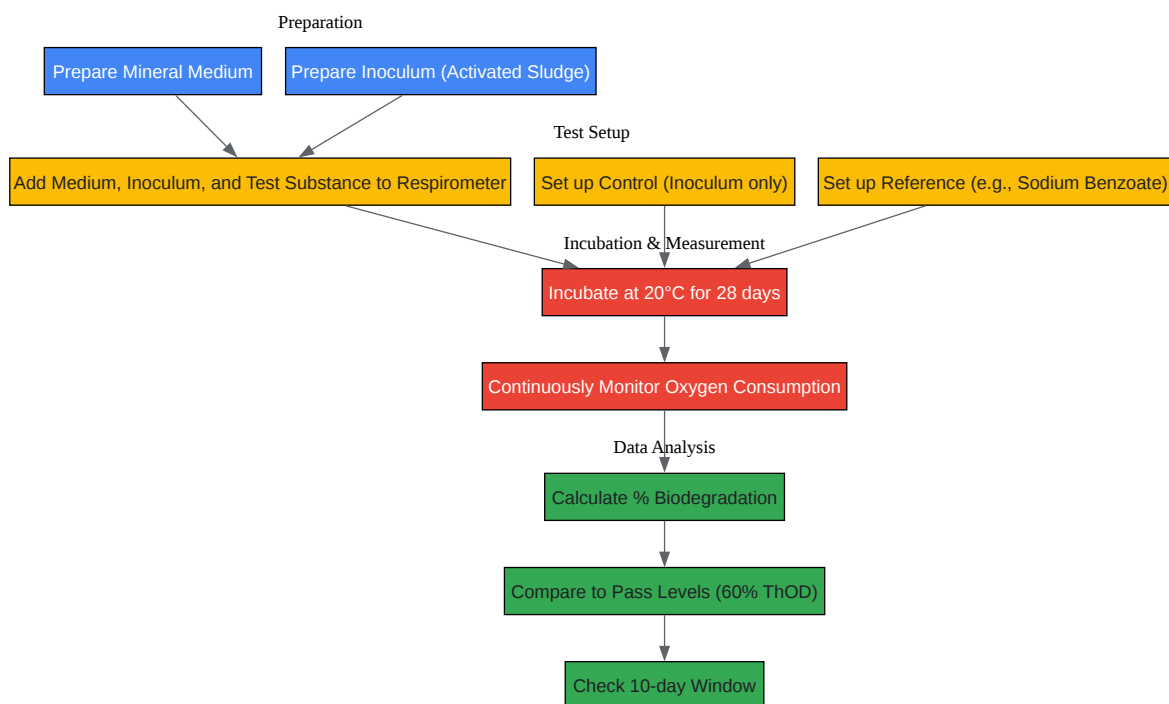 Preparation
Prepare Mineral Medium
Prepare Inoculum (Activated Sludge)
Test Setup
Add Medium, Inoculum, and Test Substance to Respirometer
Set up Control (Inoculum only)
Set up Reference (e.g., Sodium Benzoate)
Incubation & Measurement
Incubate at 20°C for 28 days
Continuously Monitor Oxygen Consumption
Data Analysis
Calculate % Biodegradation
Compare to Pass Levels (60% ThOD)
Check 10-day Window